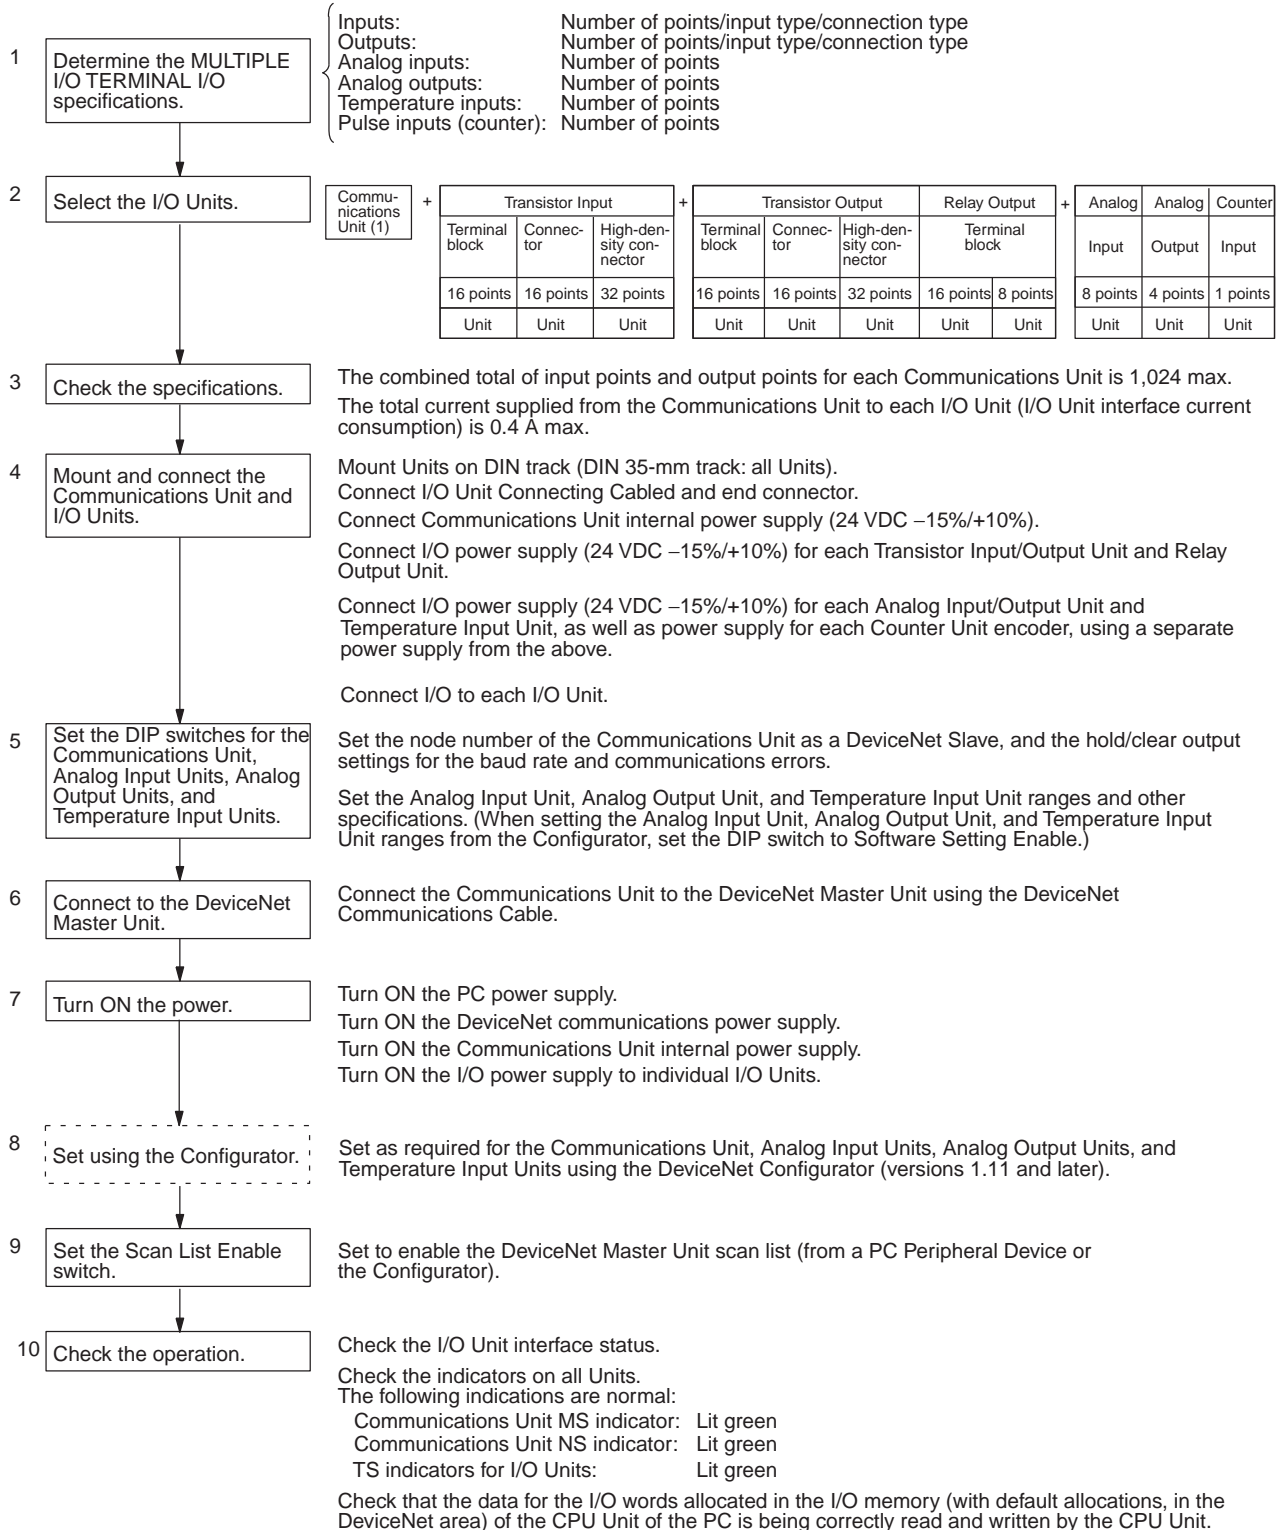 1
Determine the MULTIPLE
I/O TERMINAL I/O
specifications.
Inputs: Number of points/input type/connection type
Outputs: Number of points/input type/connection type
Analog inputs: Number of points
Analog outputs: Number of points
Temperature inputs: Number of points
Pulse inputs (counter): Number of points
2
Select the I/O Units.
Commu-
nications
Unit (1)
+
Transistor Input
Terminal
block
Connec-
tor
High-den-
sity con-
nector
16 points 16 points 32 points
Unit Unit Unit
+
Transistor Output Relay Output
Terminal
block
Connec-
tor
High-den-
sity con-
nector
Terminal
block
16 points 16 points 32 points 16 points 8 points
Unit Unit Unit Unit Unit
+
Analog Analog Counter
Input Output Input
8 points 4 points 1 points
Unit Unit Unit
3
Check the specifications.
The combined total of input points and output points for each Communications Unit is 1,024 max.
The total current supplied from the Communications Unit to each I/O Unit (I/O Unit interface current
consumption) is 0.4 A max.
4
Mount and connect the
Communications Unit and
I/O Units.
Mount Units on DIN track (DIN 35-mm track: all Units).
Connect I/O Unit Connecting Cabled and end connector.
Connect Communications Unit internal power supply (24 VDC –15%/+10%).
Connect I/O power supply (24 VDC –15%/+10%) for each Transistor Input/Output Unit and Relay
Output Unit.
Connect I/O power supply (24 VDC –15%/+10%) for each Analog Input/Output Unit and
Temperature Input Unit, as well as power supply for each Counter Unit encoder, using a separate
power supply from the above.
Connect I/O to each I/O Unit.
5
Set the DIP switches for the
Communications Unit,
Analog Input Units, Analog
Output Units, and
Temperature Input Units.
Set the node number of the Communications Unit as a DeviceNet Slave, and the hold/clear output
settings for the baud rate and communications errors.
Set the Analog Input Unit, Analog Output Unit, and Temperature Input Unit ranges and other
specifications. (When setting the Analog Input Unit, Analog Output Unit, and Temperature Input
Unit ranges from the Configurator, set the DIP switch to Software Setting Enable.)
6
Connect to the DeviceNet
Master Unit.
Connect the Communications Unit to the DeviceNet Master Unit using the DeviceNet
Communications Cable.
7
Turn ON the power.
Turn ON the PC power supply.
Turn ON the DeviceNet communications power supply.
Turn ON the Communications Unit internal power supply.
Turn ON the I/O power supply to individual I/O Units.
8
Set using the Configurator.
Set as required for the Communications Unit, Analog Input Units, Analog Output Units, and
Temperature Input Units using the DeviceNet Configurator (versions 1.11 and later).
9
Set the Scan List Enable
switch.
Set to enable the DeviceNet Master Unit scan list (from a PC Peripheral Device or
the Configurator).
10
Check the operation.
Check the I/O Unit interface status.
Check the indicators on all Units.
The following indications are normal:
Communications Unit MS indicator: Lit green
Communications Unit NS indicator: Lit green
TS indicators for I/O Units: Lit green
Check that the data for the I/O words allocated in the I/O memory (with default allocations, in the
DeviceNet area) of the CPU Unit of the PC is being correctly read and written by the CPU Unit.